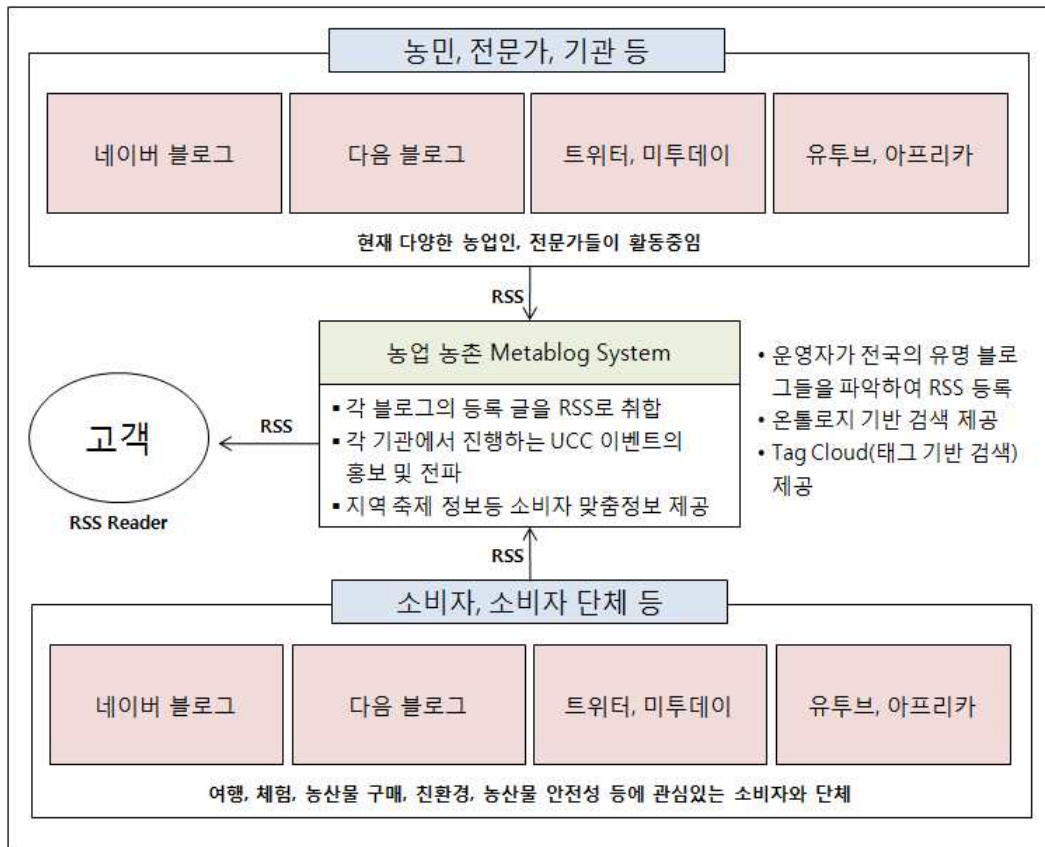 농민, 전문가, 기관 등
네이버 블로그
다음 블로그
트위터, 미투데이
유투브, 아프리카
현재 다양한 농업인, 전문가들이 활동중임
RSS
농업 농촌 Metablog System
▪ 각 블로그의 등록 글을 RSS로 취합
▪ 각 기관에서 진행하는 UCC 이벤트의
홍보 및 전파
▪ 지역 축제 정보등 소비자 맞춤정보 제공
• 운영자가 전국의 유명 블로
그들을 파악하여 RSS 등록
• 온톨로지 기반 검색 제공
• Tag Cloud(태그 기반 검색)
제공
RSS
고객
RSS Reader
RSS
소비자, 소비자 단체 등
네이버 블로그
다음 블로그
트위터, 미투데이
유투브, 아프리카
여행, 체험, 농산물 구매, 친환경, 농산물 안전성 등에 관심있는 소비자와 단체